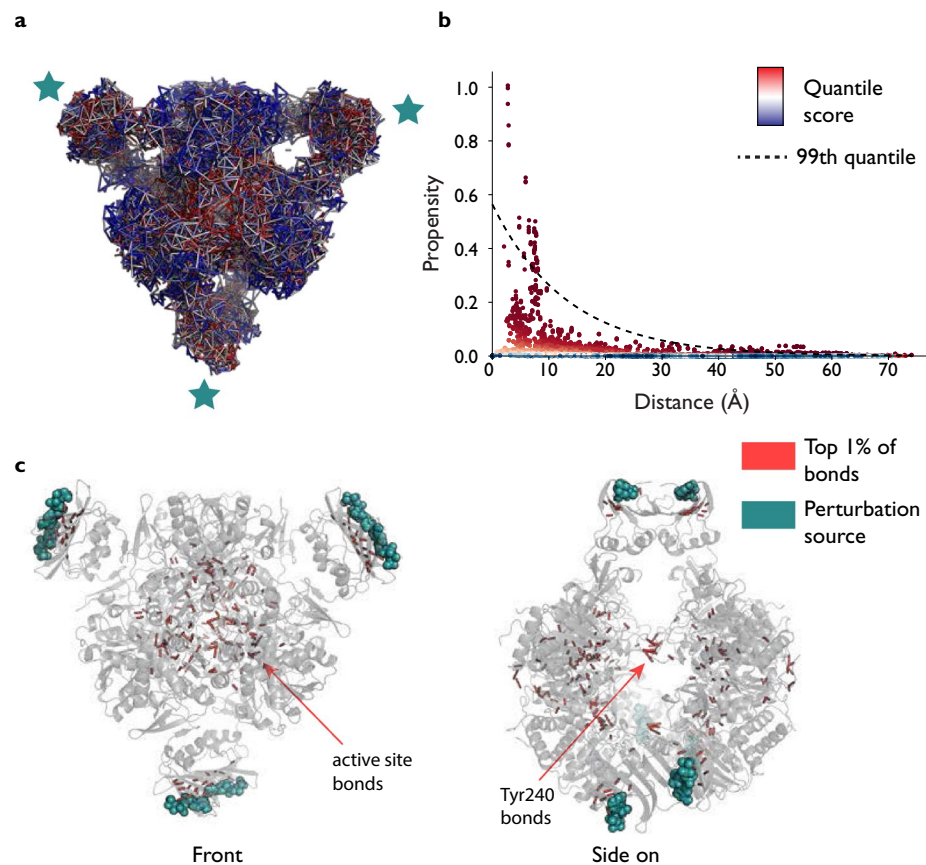 a
b
Propensity
1.0
0.8
0.6
0.4
0.2
0.0
0
10
20
30
40
50
60
70
Distance (Å)
Quantile
score
99th quantile
c
Top 1% of
bonds
Perturbation
source
active site
bonds
Tyr240
bonds
Front
Side on